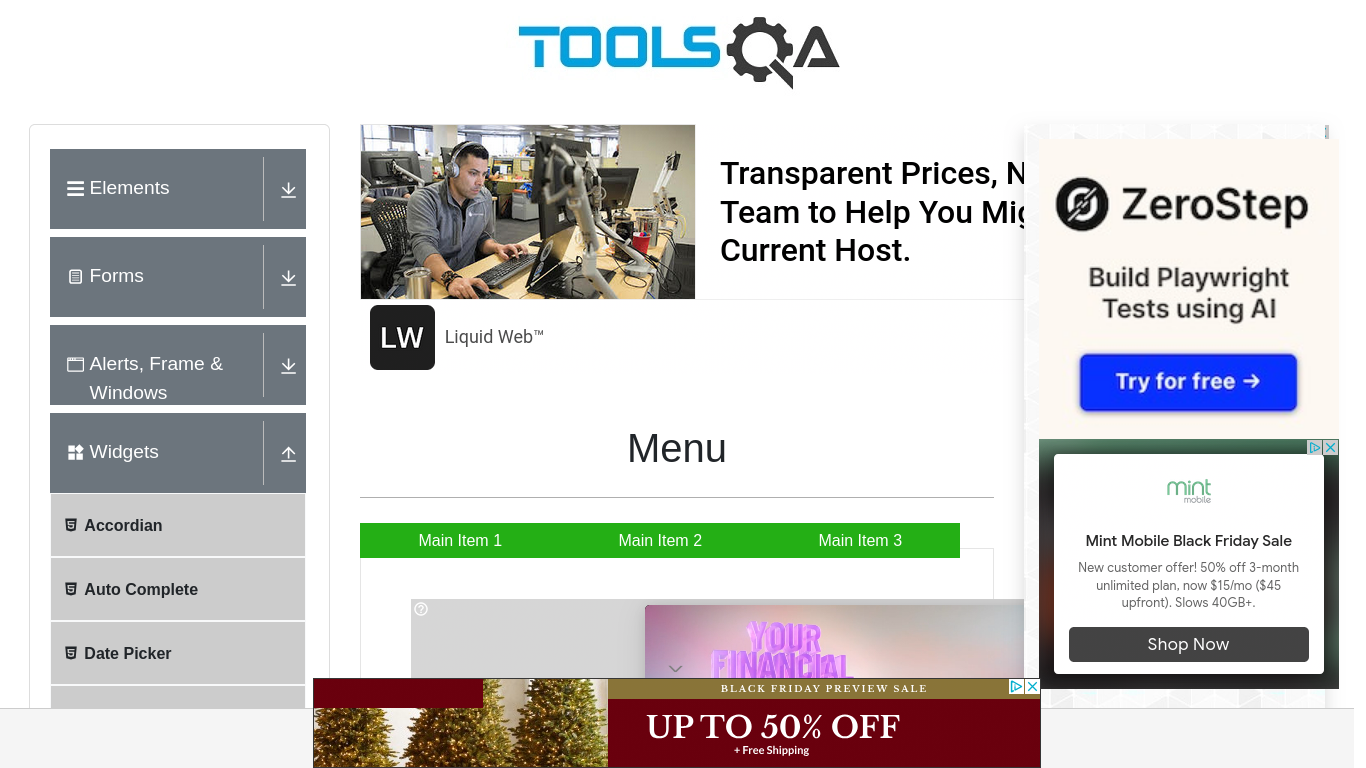 TOOLSQA
Elements
Forms
Alerts, Frame &
Windows
Widgets
Accordian
Auto Complete
Date Picker
Transparent Prices, N
Team to Help You Mig
Current Host.
LW
Liquid Web™
Menu
Main Item 1
Main Item 2
Main Item 3
YOUR
FINANCIAL
ZeroStep
Build Playwright
Tests using AI
Try for free →
mint
mobile
Mint Mobile Black Friday Sale
New customer offer! 50% off 3-month
unlimited plan, now $15/mo ($45
upfront). Slows 40GB+.
Shop Now
BLACK FRIDAY PREVIEW SALE
UP TO 50% OFF
+ Free Shipping